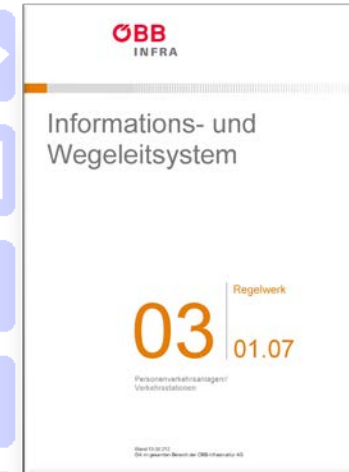 ÖBB
INFRA
Informations- und
Wegeleitsystem
Regelwerk
03
01.07
Personenverkehrsanlagen/
Verkehrsstationen